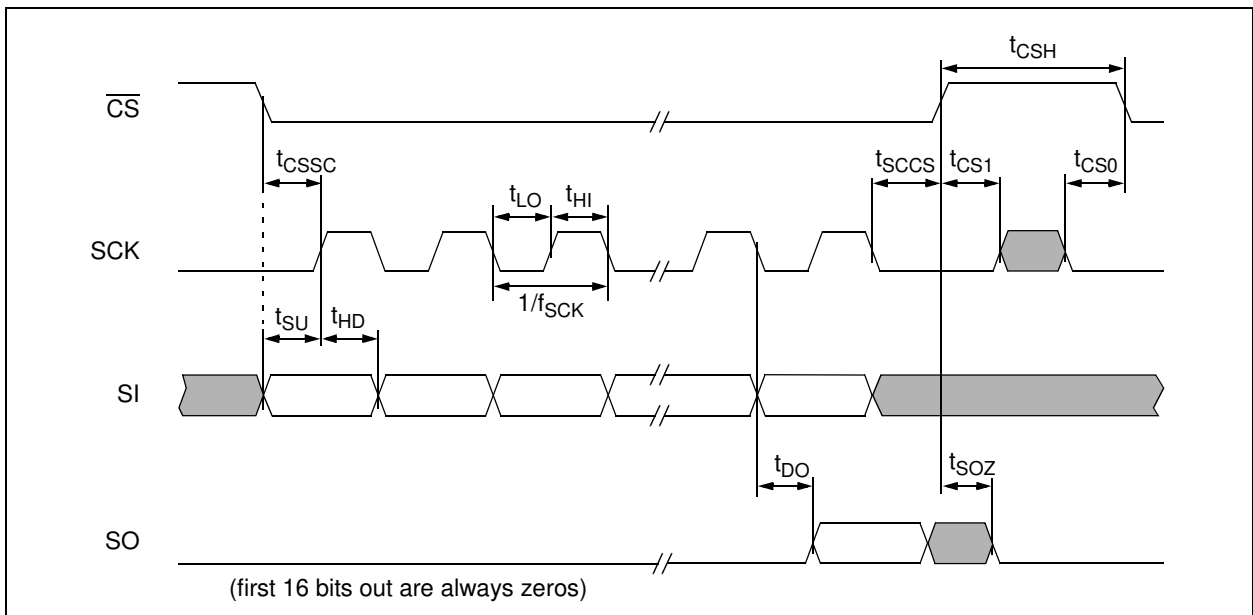 tCSH
CS
tCSSC
tSCCS
tCS1
tCS0
tLO
tHI
SCK
1/fSCK
tSU
tHD
SI
tDO
tSOZ
SO
(first 16 bits out are always zeros)